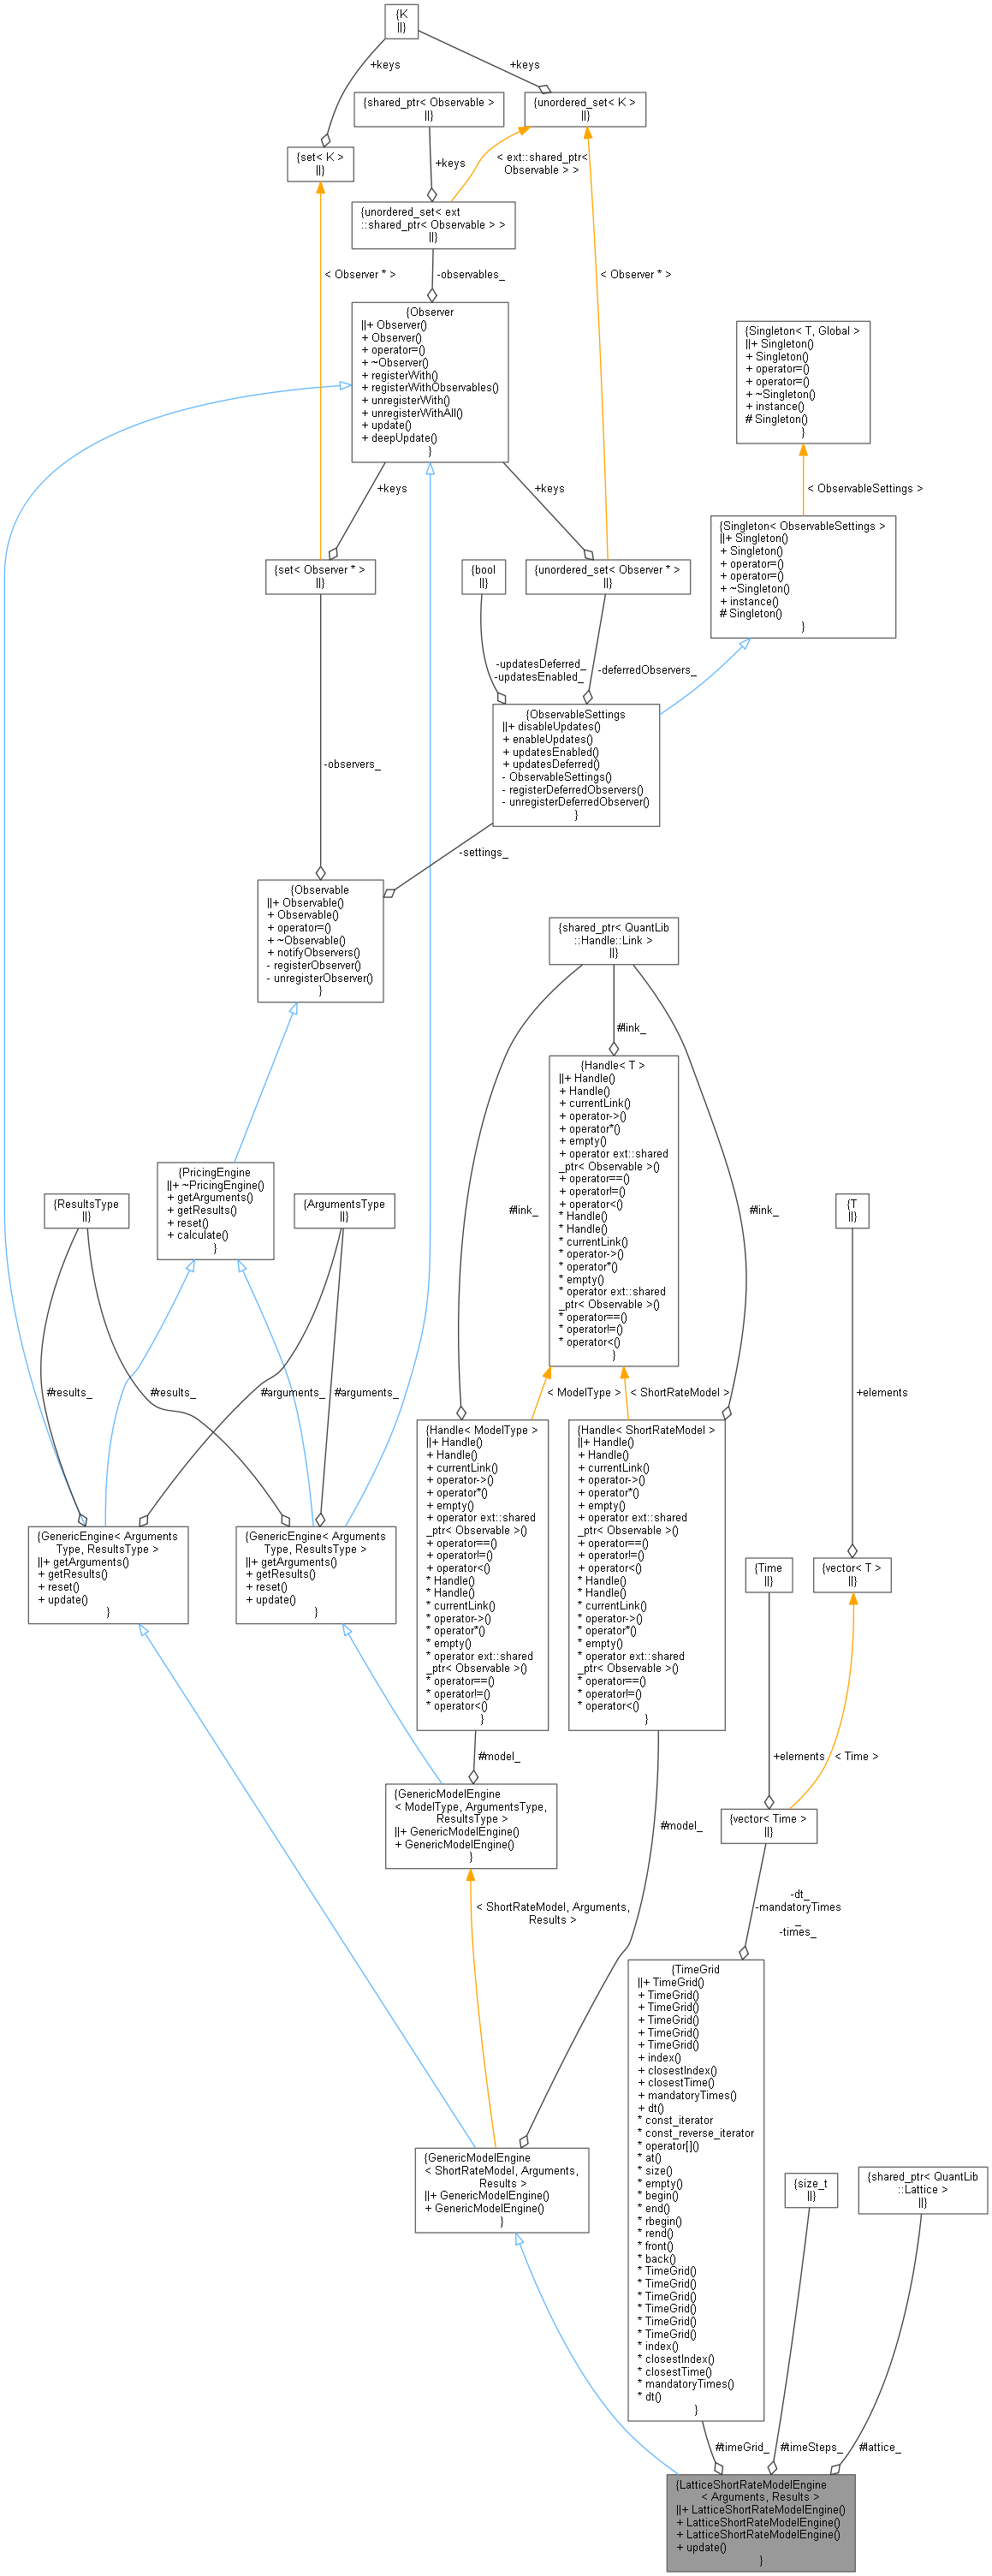 {K
||}
+keys
+keys
{shared_ptr< Observable >
||}
{unordered_set< K >
||}
+keys
< ext::shared_ptr<
Observable > >
{set< K >
||}
{unordered_set< ext
::shared_ptr< Observable > >
||}
< Observer * >
-observables_
< Observer * >
{Observer
||+ Observer()
+ Observer()
+ operator=()
+ ~Observer()
+ registerWith()
+ registerWithObservables()
+ unregisterWith()
+ unregisterWithAll()
+ update()
+ deepUpdate()
}
{Singleton< T, Global >
||+ Singleton()
+ Singleton()
+ operator=()
+ operator=()
+ ~Singleton()
+ instance()
# Singleton()
}
+keys
+keys
< ObservableSettings >
{Singleton< ObservableSettings >
||+ Singleton()
+ Singleton()
+ operator=()
+ operator=()
+ ~Singleton()
+ instance()
# Singleton()
}
{set< Observer * >
||}
{bool
||}
{unordered_set< Observer * >
||}
-updatesDeferred_
-updatesEnabled_
-deferredObservers_
{ObservableSettings
||+ disableUpdates()
+ enableUpdates()
+ updatesEnabled()
+ updatesDeferred()
- ObservableSettings()
- registerDeferredObservers()
- unregisterDeferredObserver()
}
-observers_
-settings_
{Observable
||+ Observable()
+ Observable()
+ operator=()
+ ~Observable()
+ notifyObservers()
- registerObserver()
- unregisterObserver()
}
{shared_ptr< QuantLib
::Handle::Link >
||}
#link_
{Handle< T >
||+ Handle()
+ Handle()
+ currentLink()
+ operator->()
+ operator*()
+ empty()
+ operator ext::shared
_ptr< Observable >()
+ operator==()
+ operator!=()
+ operator<()
* Handle()
* Handle()
* currentLink()
* operator->()
* operator*()
* empty()
* operator ext::shared
_ptr< Observable >()
* operator==()
* operator!=()
* operator<()
}
{PricingEngine
||+ ~PricingEngine()
+ getArguments()
+ getResults()
+ reset()
+ calculate()
}
{ResultsType
||}
{ArgumentsType
||}
#link_
#link_
{T
||}
#results_
#results_
#arguments_
#arguments_
< ModelType >
< ShortRateModel >
+elements
{Handle< ModelType >
||+ Handle()
+ Handle()
+ currentLink()
+ operator->()
+ operator*()
+ empty()
+ operator ext::shared
_ptr< Observable >()
+ operator==()
+ operator!=()
+ operator<()
* Handle()
* Handle()
* currentLink()
* operator->()
* operator*()
* empty()
* operator ext::shared
_ptr< Observable >()
* operator==()
* operator!=()
* operator<()
}
{Handle< ShortRateModel >
||+ Handle()
+ Handle()
+ currentLink()
+ operator->()
+ operator*()
+ empty()
+ operator ext::shared
_ptr< Observable >()
+ operator==()
+ operator!=()
+ operator<()
* Handle()
* Handle()
* currentLink()
* operator->()
* operator*()
* empty()
* operator ext::shared
_ptr< Observable >()
* operator==()
* operator!=()
* operator<()
}
{GenericEngine< Arguments
Type, ResultsType >
||+ getArguments()
+ getResults()
+ reset()
+ update()
}
{GenericEngine< Arguments
Type, ResultsType >
||+ getArguments()
+ getResults()
+ reset()
+ update()
}
{Time
||}
{vector< T >
||}
#model_
+elements
< Time >
{GenericModelEngine
< ModelType, ArgumentsType,
ResultsType >
||+ GenericModelEngine()
+ GenericModelEngine()
}
#model_
{vector< Time >
||}
< ShortRateModel, Arguments,
Results >
-dt_
-mandatoryTimes
_
-times_
{TimeGrid
||+ TimeGrid()
+ TimeGrid()
+ TimeGrid()
+ TimeGrid()
+ TimeGrid()
+ TimeGrid()
+ index()
+ closestIndex()
+ closestTime()
+ mandatoryTimes()
+ dt()
* const_iterator
* const_reverse_iterator
* operator[]()
* at()
* size()
* empty()
* begin()
* end()
* rbegin()
* rend()
* front()
* back()
* TimeGrid()
* TimeGrid()
* TimeGrid()
* TimeGrid()
* TimeGrid()
* TimeGrid()
* index()
* closestIndex()
* closestTime()
* mandatoryTimes()
* dt()
}
{GenericModelEngine
< ShortRateModel, Arguments,
Results >
||+ GenericModelEngine()
+ GenericModelEngine()
}
{size_t
||}
{shared_ptr< QuantLib
::Lattice >
||}
#timeGrid_
#timeSteps_
#lattice_
{LatticeShortRateModelEngine
< Arguments, Results >
||+ LatticeShortRateModelEngine()
+ LatticeShortRateModelEngine()
+ LatticeShortRateModelEngine()
+ update()
}